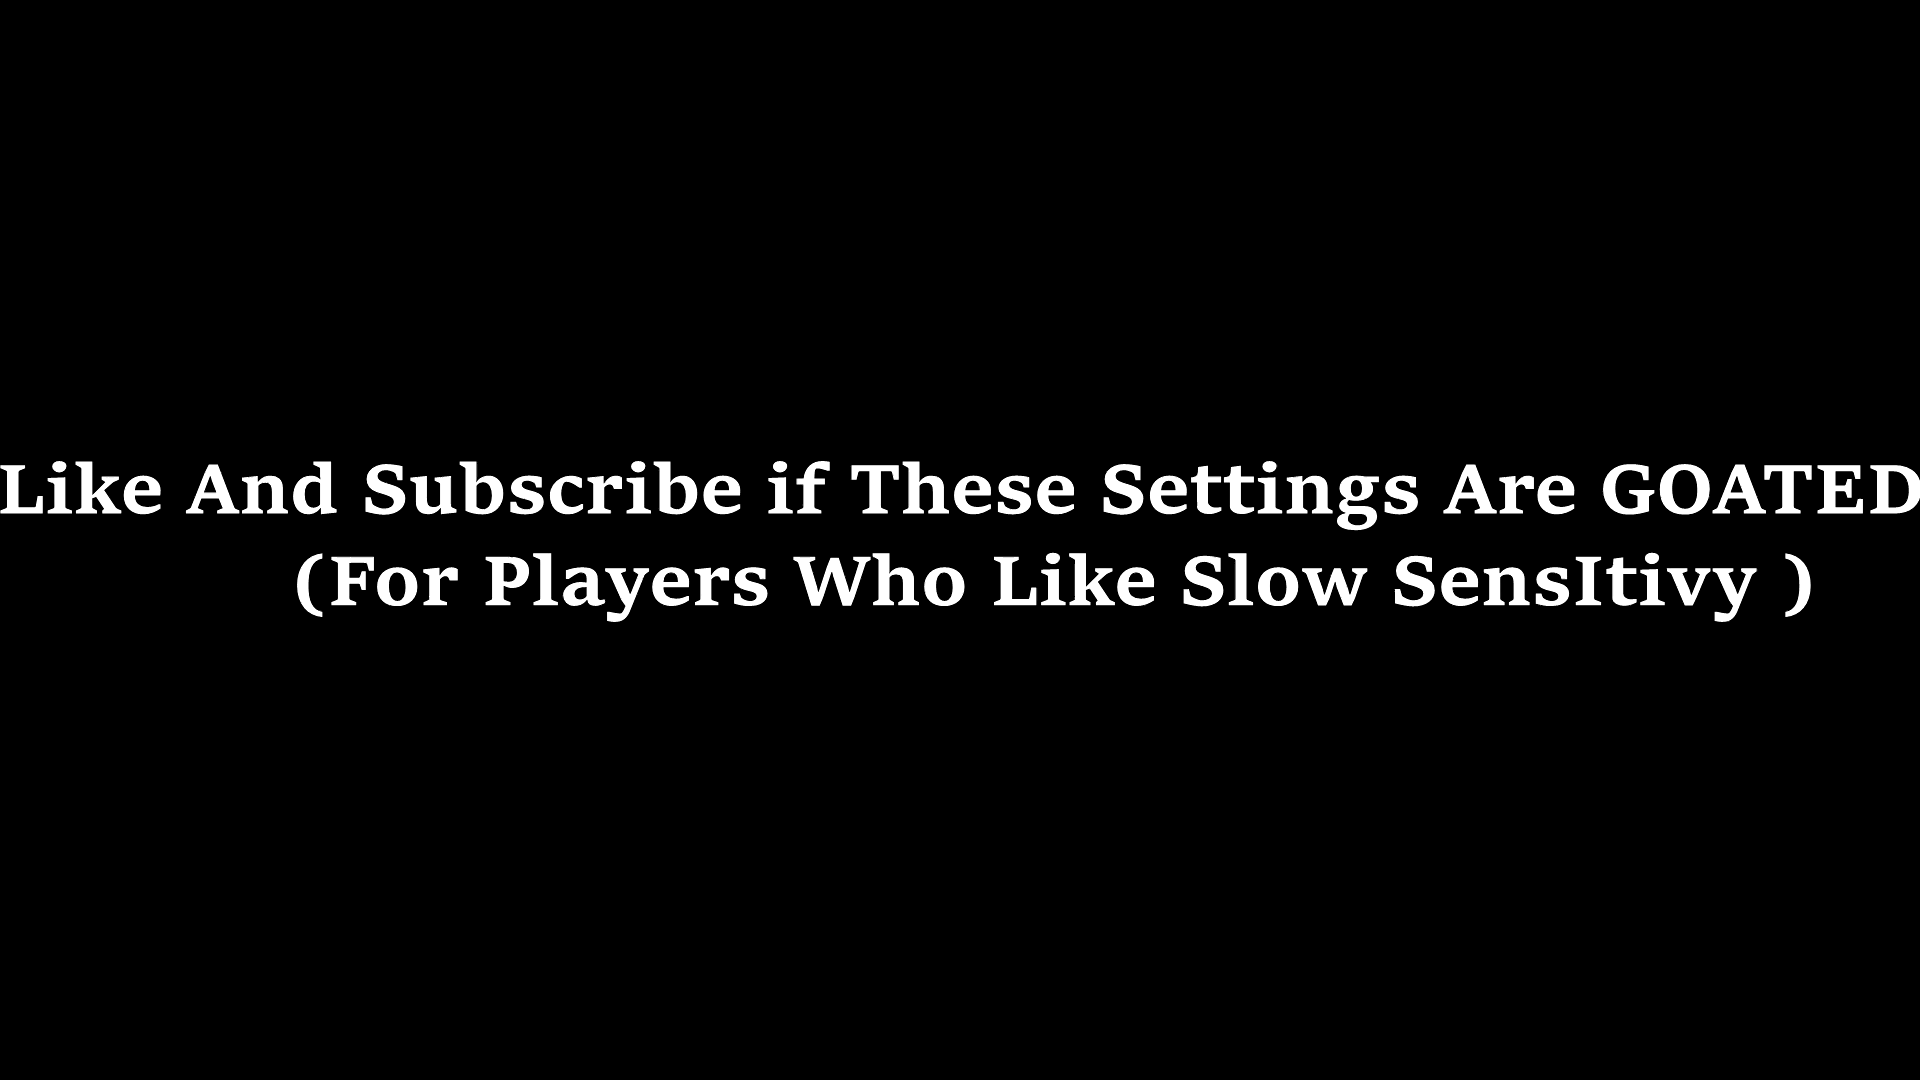 Like And Subscribe if These Settings Are GOATED
(For Players Who Like Slow SensItivy )